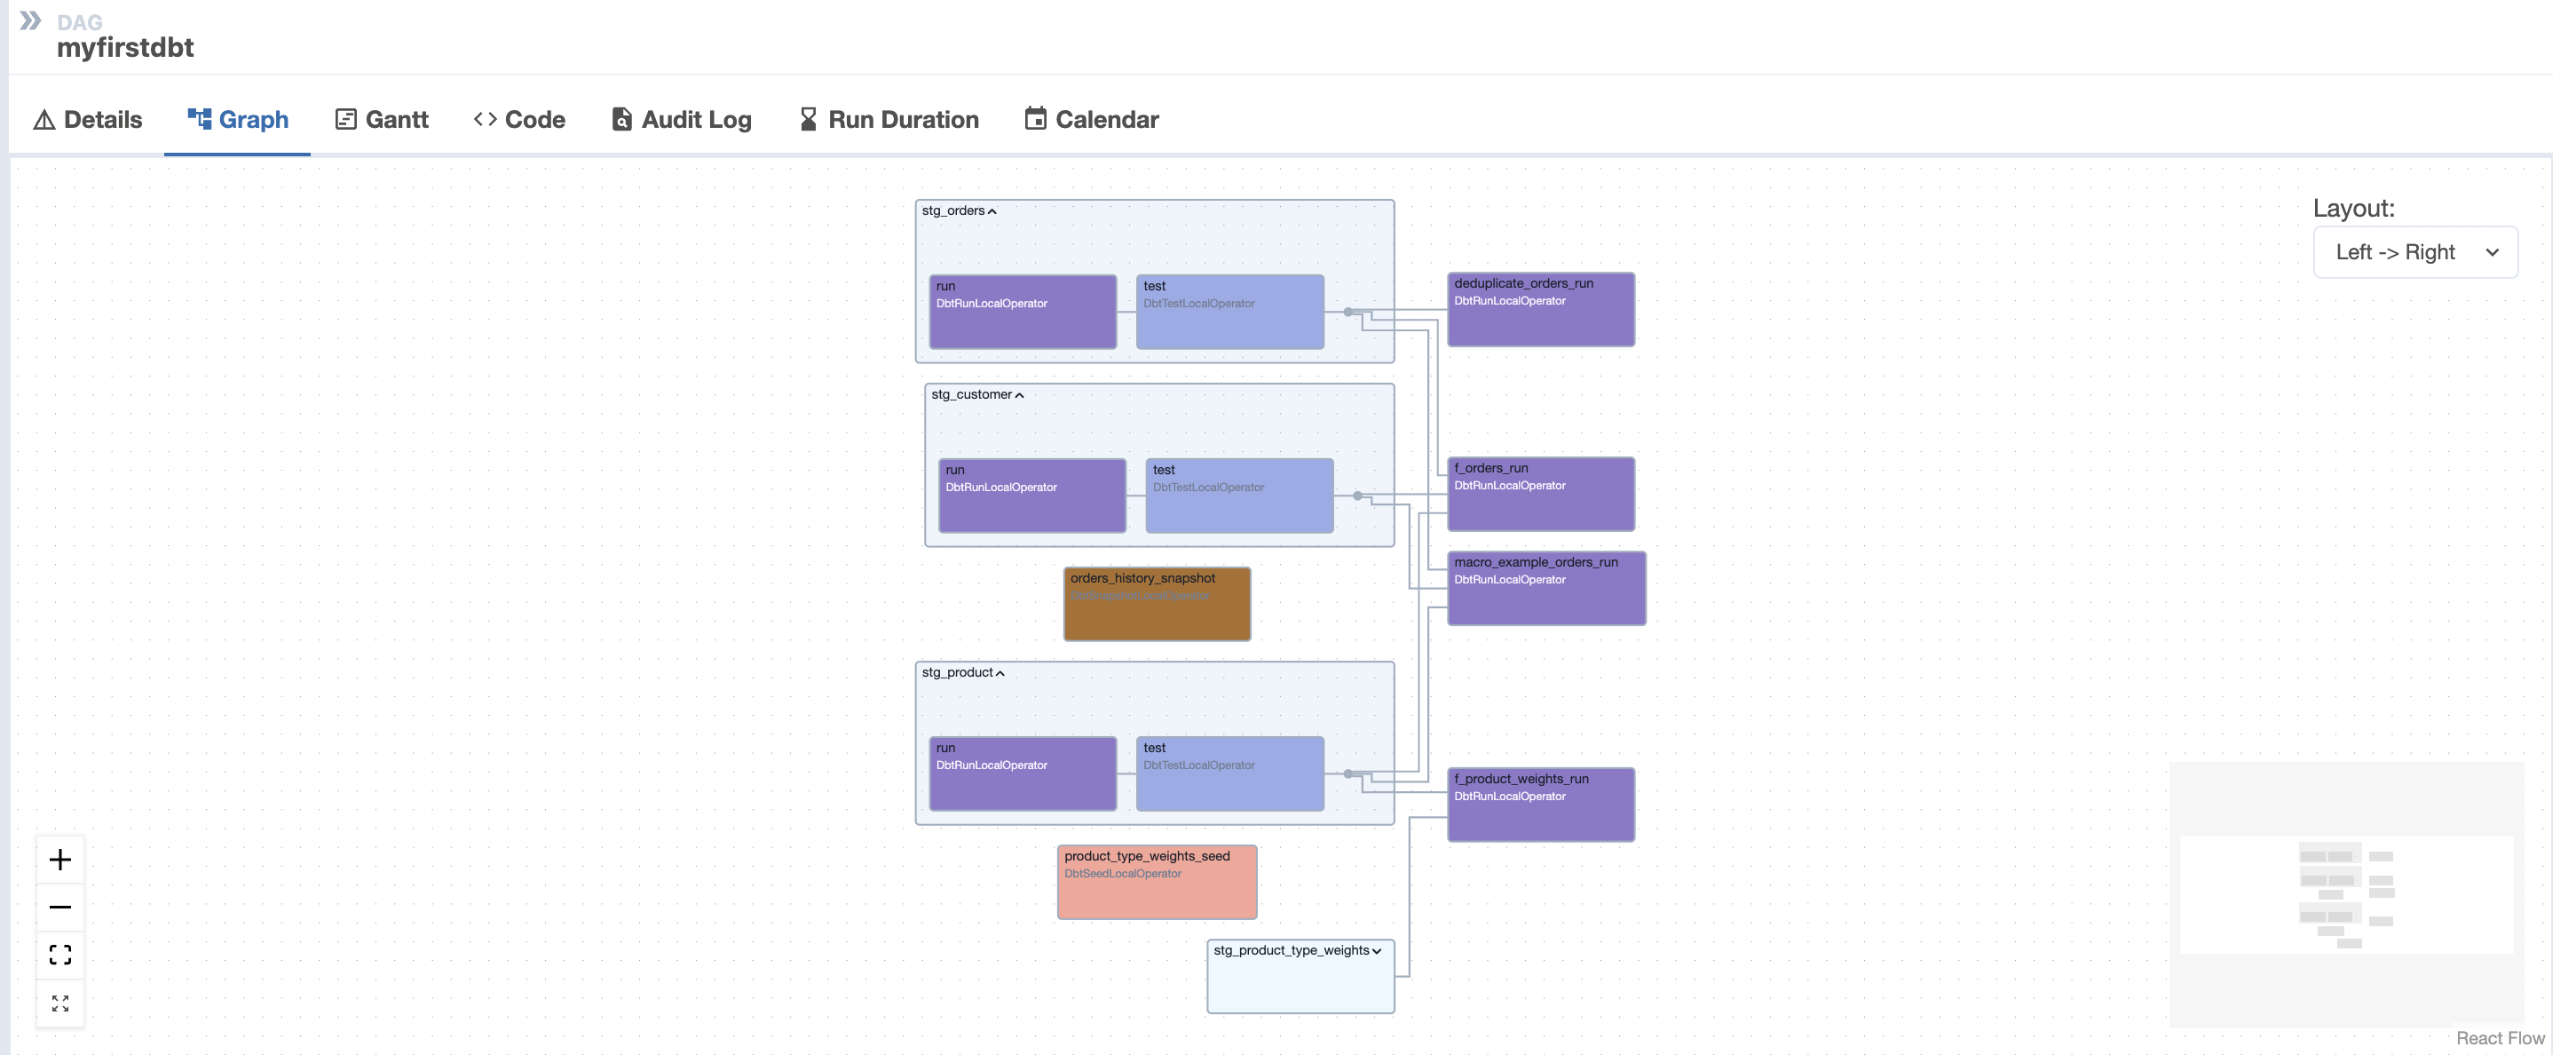 DAG
myfirstdbt
Details
Graph
Gantt
Code
Audit Log
Run Duration
Calendar
Layout:
Left -> Right
stg_orders
run
DbtRunLocalOperator
test
DbtTestLocalOperator
deduplicate_orders_run
DbtRunLocalOperator
stg_customer
run
DbtRunLocalOperator
test
DbtTestLocalOperator
f_orders_run
DbtRunLocalOperator
macro_example_orders_run
DbtRunLocalOperator
orders_history_snapshot
DbtSnapshotLocalOperator
stg_product
run
DbtRunLocalOperator
test
DbtTestLocalOperator
f_product_weights_run
DbtRunLocalOperator
product_type_weights_seed
DbtSeedLocalOperator
stg_product_type_weights
React Flow